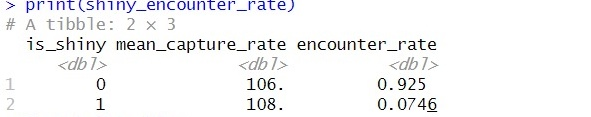 > print(shiny_encounter_rate)
# A tibble: 2 × 3
is_shiny mean_capture_rate encounter_rate
<dbl> <dbl> <dbl>
1 0 106. 0.925
2 1 108. 0.0746